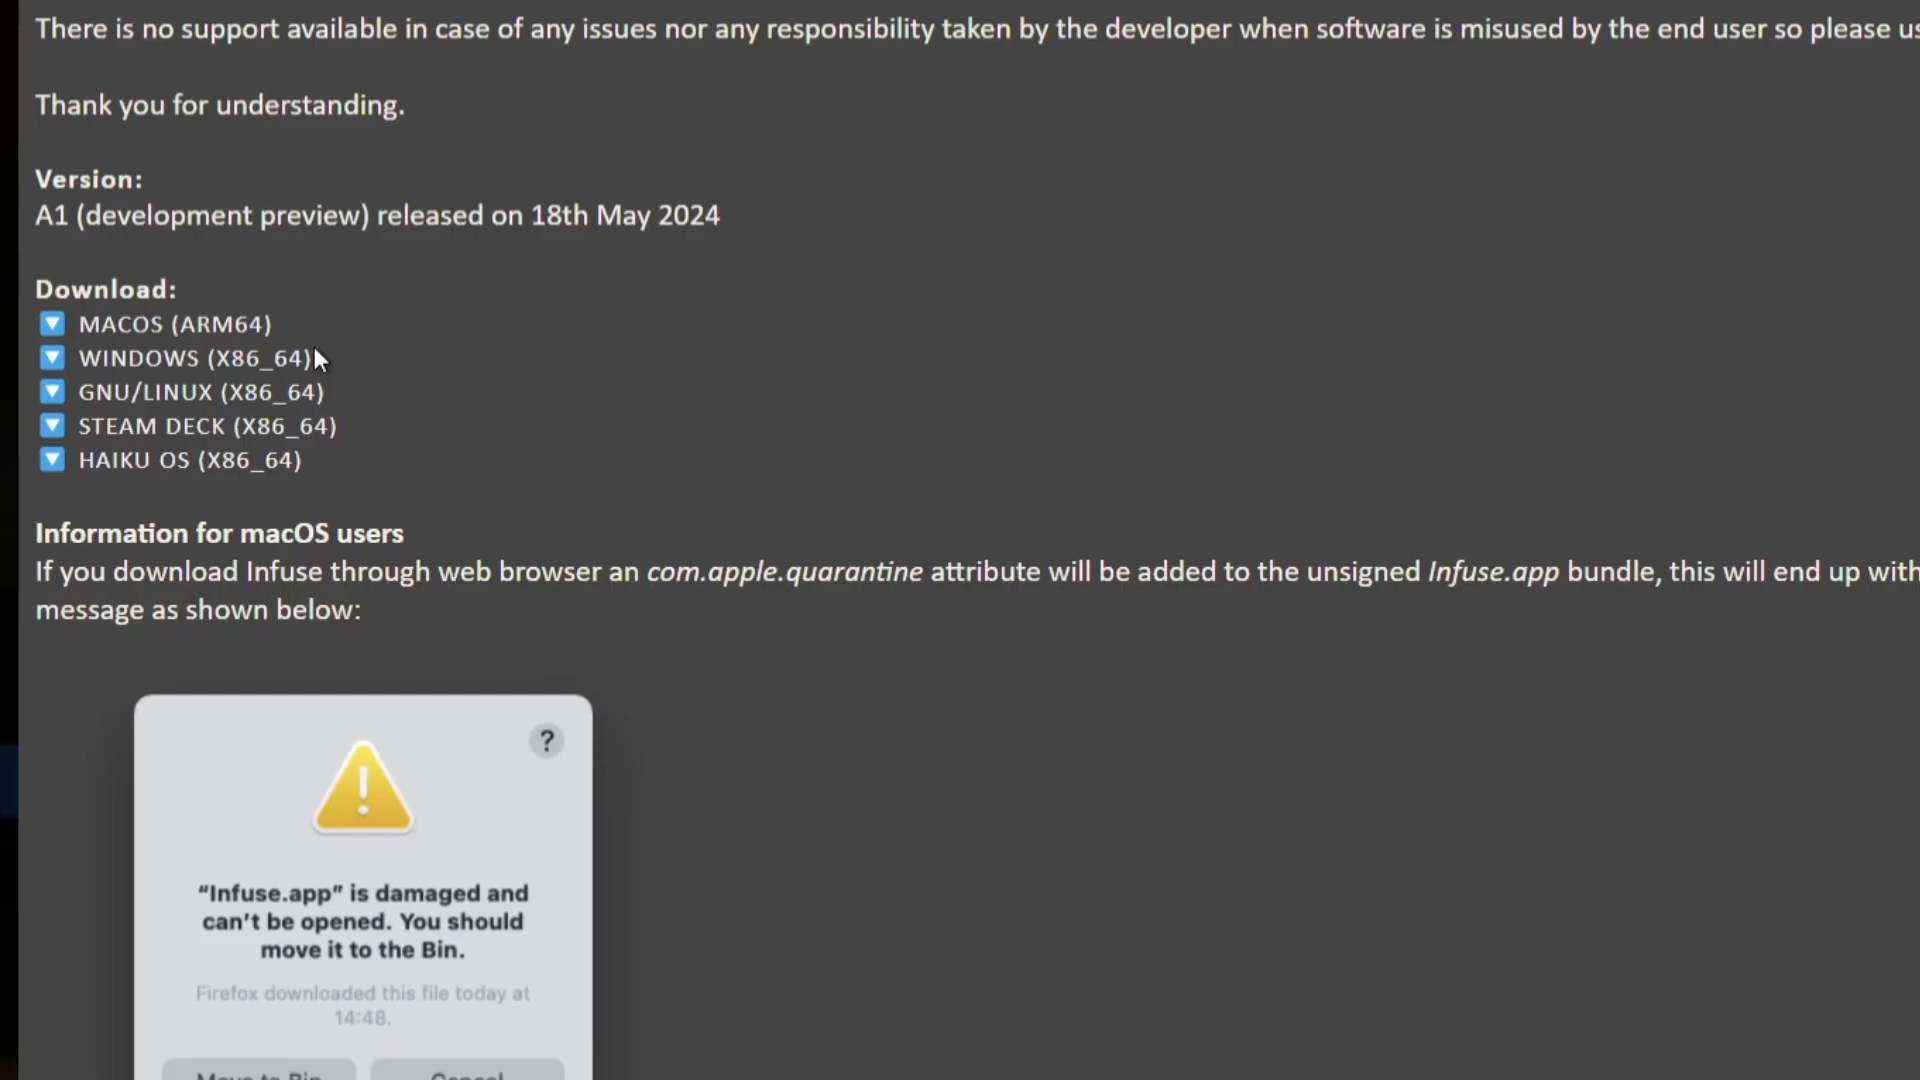 There is no support available in case of any issues nor any responsibility taken by the developer when software is misused by the end user so please
Thank you for understanding.
Version:
A1 (development preview) released on 18th May 2024
Download:
MACOS (ARM64)
WINDOWS (X86_64)
GNU/LINUX (X86_64)
STEAM DECK (X86_64)
HAIKU OS (X86_64)
Information for macOS users
If you download Infuse through web browser an com.apple.quarantine attribute will be added to the unsigned Infuse.app bundle, this will end up with
message as shown below:
?
“Infuse.app” is damaged and
can’t be opened. You should
move it to the Bin.
Firefox downloaded this file today at
14:48.
Move to Bin
Cancel